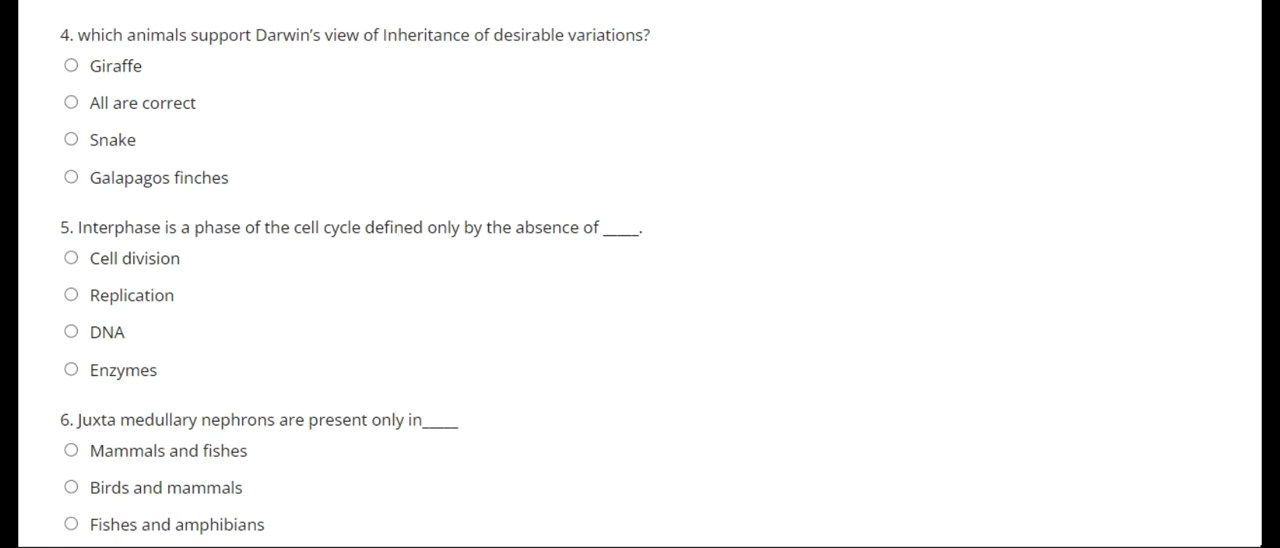 4. which animals support Darwin's view of Inheritance of desirable variations?
Giraffe
All are correct
Snake
Galapagos finches
5. Interphase is a phase of the cell cycle defined only by the absence of _____.
Cell division
Replication
DNA
Enzymes
6. Juxta medullary nephrons are present only in_____
Mammals and fishes
Birds and mammals
Fishes and amphibians